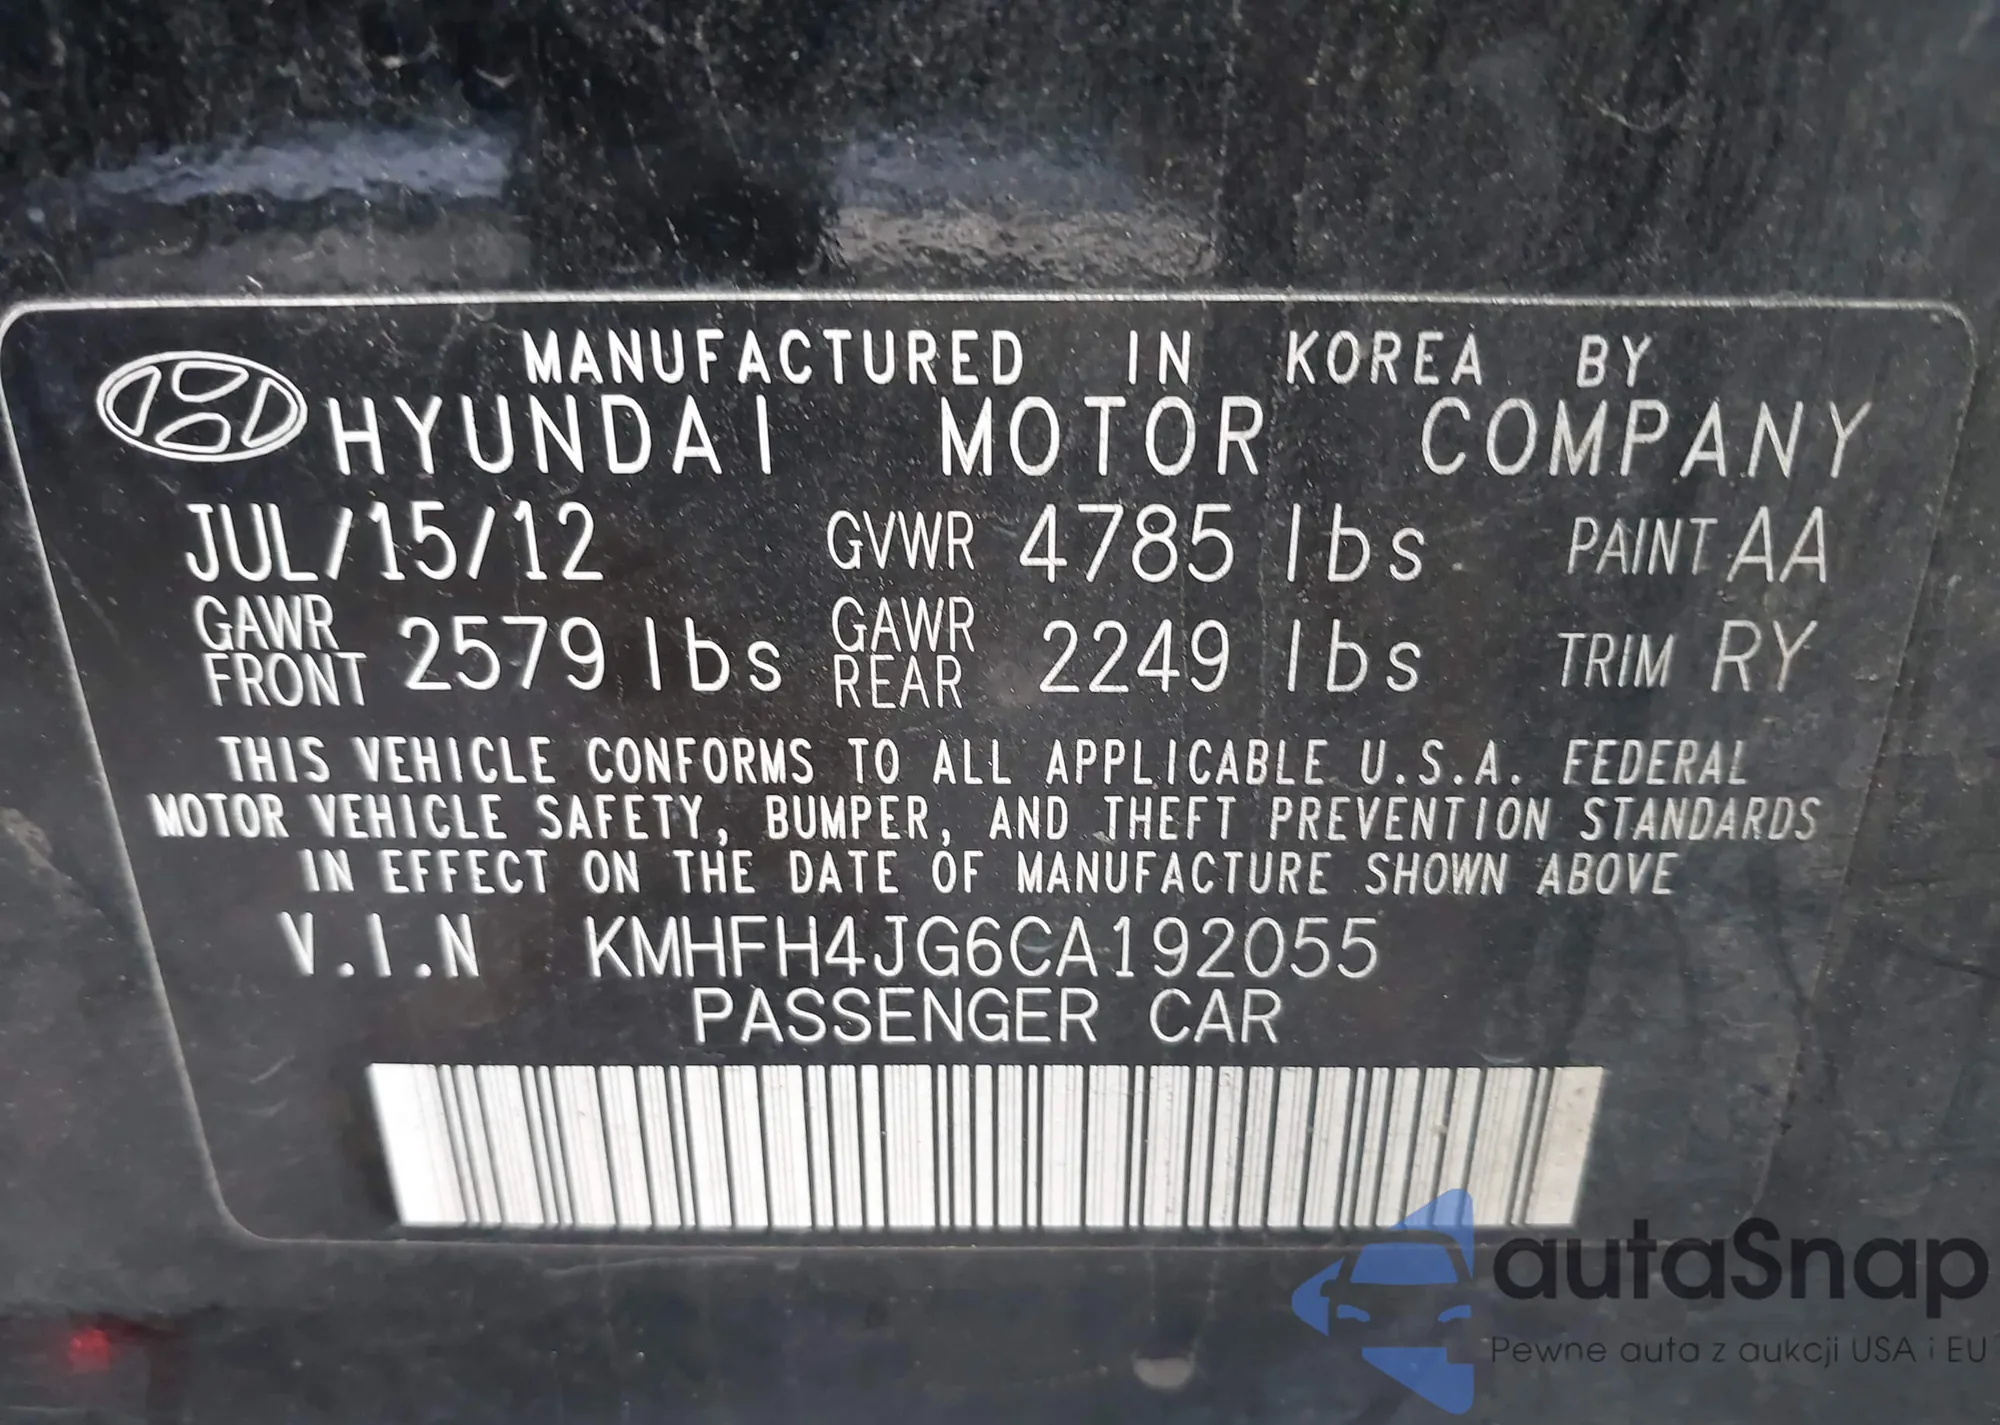 MANUFACTURED IN KOREA BY
HYUNDAI MOTOR COMPANY
JUL/15/12 GVWR 4785 lbs PAINT AA
GAWR FRONT 2579 lbs GAWR REAR 2249 lbs TRIM RY
THIS VEHICLE CONFORMS TO ALL APPLICABLE U.S.A. FEDERAL
MOTOR VEHICLE SAFETY, BUMPER, AND THEFT PREVENTION STANDARDS
IN EFFECT ON THE DATE OF MANUFACTURE SHOWN ABOVE
V.I.N KMHFH4JG6CA192055
PASSENGER CAR
autaSnap
Pewne auta z aukcji USA i EU